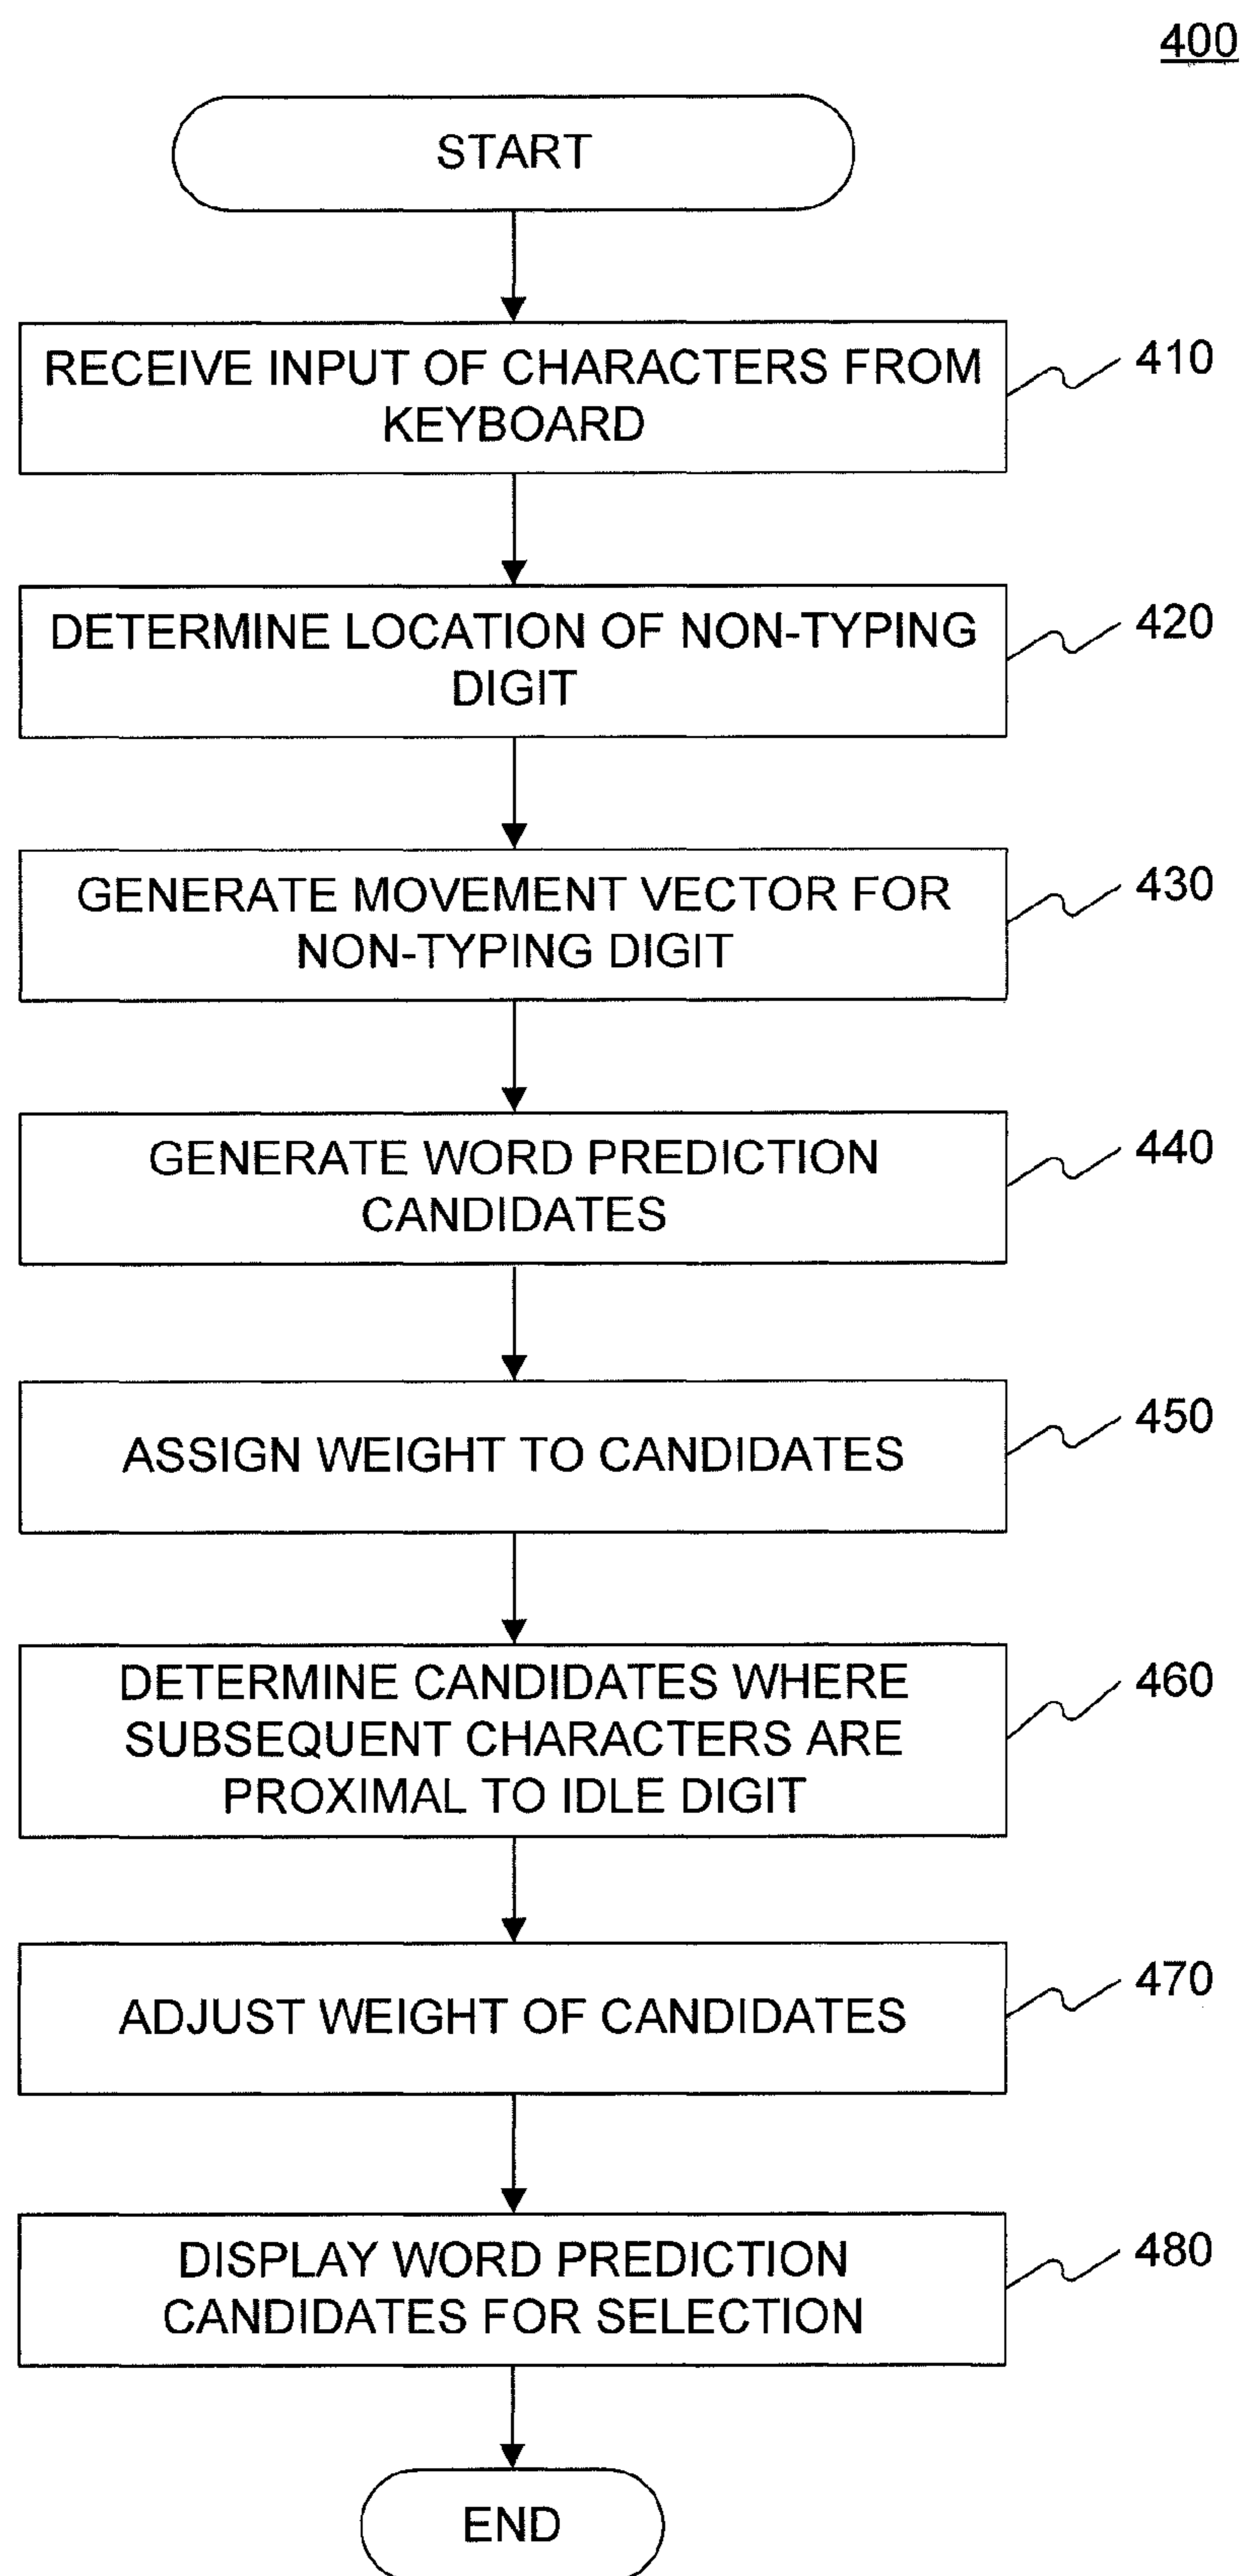 400
START
RECEIVE INPUT OF CHARACTERS FROM
KEYBOARD
410
DETERMINE LOCATION OF NON-TYPING
DIGIT
420
GENERATE MOVEMENT VECTOR FOR
NON-TYPING DIGIT
430
GENERATE WORD PREDICTION
CANDIDATES
440
ASSIGN WEIGHT TO CANDIDATES
450
DETERMINE CANDIDATES WHERE
SUBSEQUENT CHARACTERS ARE
PROXIMAL TO IDLE DIGIT
460
ADJUST WEIGHT OF CANDIDATES
470
DISPLAY WORD PREDICTION
CANDIDATES FOR SELECTION
480
END